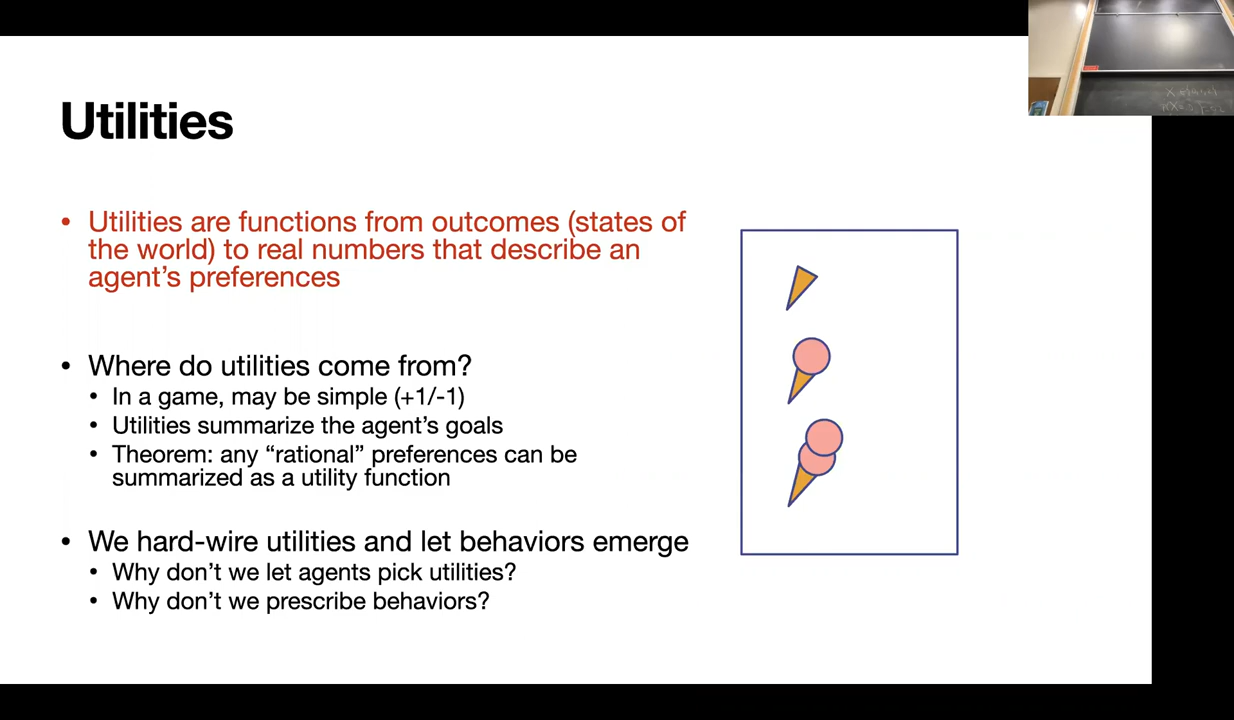 Utilities
• Utilities are functions from outcomes (states of
the world) to real numbers that describe an
agent’s preferences
• Where do utilities come from?
• In a game, may be simple (+1/-1)
• Utilities summarize the agent’s goals
• Theorem: any “rational” preferences can be
summarized as a utility function
• We hard-wire utilities and let behaviors emerge
• Why don’t we let agents pick utilities?
• Why don’t we prescribe behaviors?